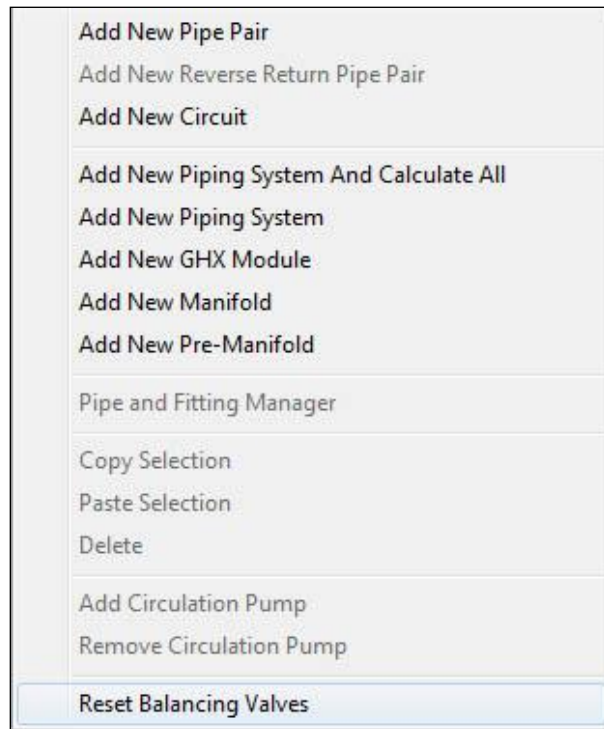 Add New Pipe Pair
Add New Reverse Return Pipe Pair
Add New Circuit
Add New Piping System And Calculate All
Add New Piping System
Add New GHX Module
Add New Manifold
Add New Pre-Manifold
Pipe and Fitting Manager
Copy Selection
Paste Selection
Delete
Add Circulation Pump
Remove Circulation Pump
Reset Balancing Valves